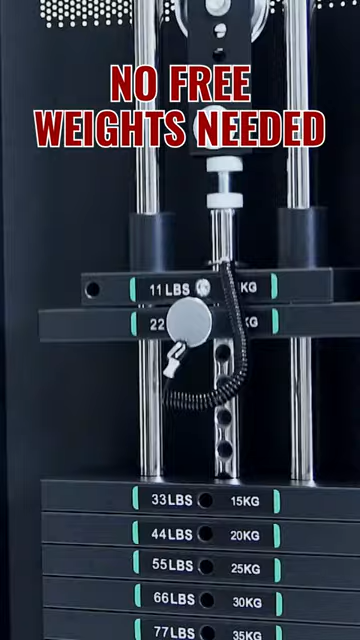 NO FREE
WEIGHTS NEEDED
11 LBS KG
22 KG
33LBS 15KG
44LBS 20KG
55LBS 25KG
66LBS 30KG
77LBS 35KG